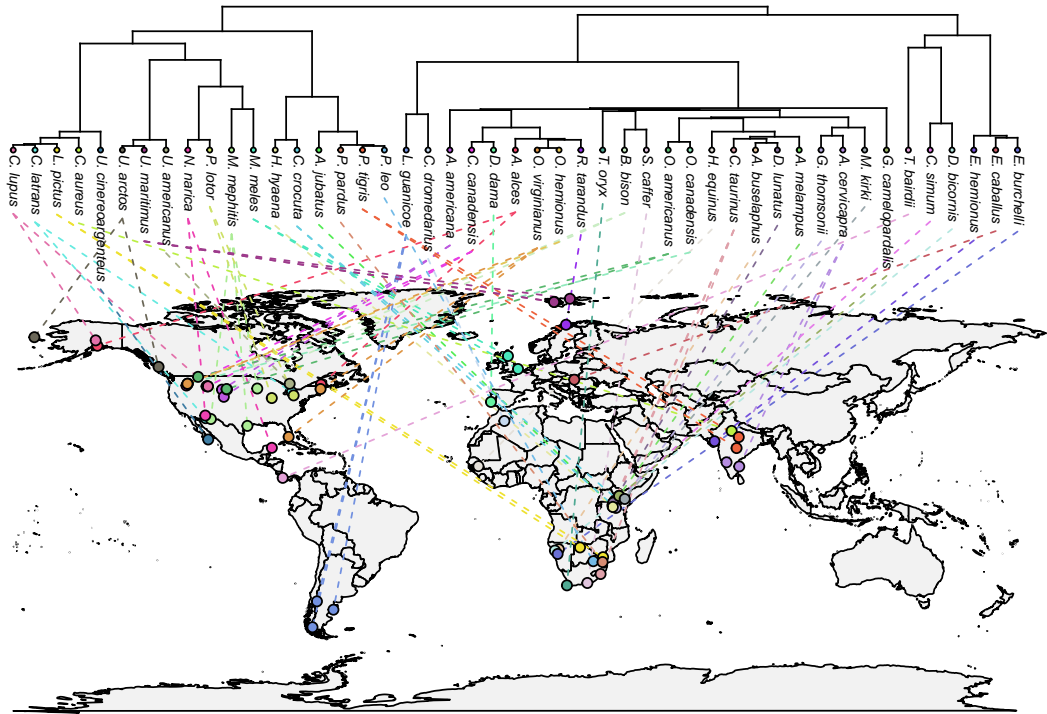 C. lupus
C. latrans
L. pictus
C. aureus
U. cinereoargenteus
U. arctos
U. maritimus
U. americanus
N. narica
P. lotor
M. mephitis
M. meles
H. hyaena
C. crocuta
A. jubatus
P. pardus
P. tigris
P. leo
L. guanicoe
C. dromedarius
A. americana
C. canadensis
D. dama
A. alces
O. virginianus
O. hemionus
R. tarandus
T. oryx
B. bison
S. caffer
O. americanus
O. canadensis
H. equinus
C. taurinus
A. buselaphus
D. lunatus
A. melampus
G. thomsonii
A. cervicapra
M. kirki
G. camelopardalis
T. bairdii
C. simum
D. bicornis
E. hemionus
E. caballus
E. burchelli